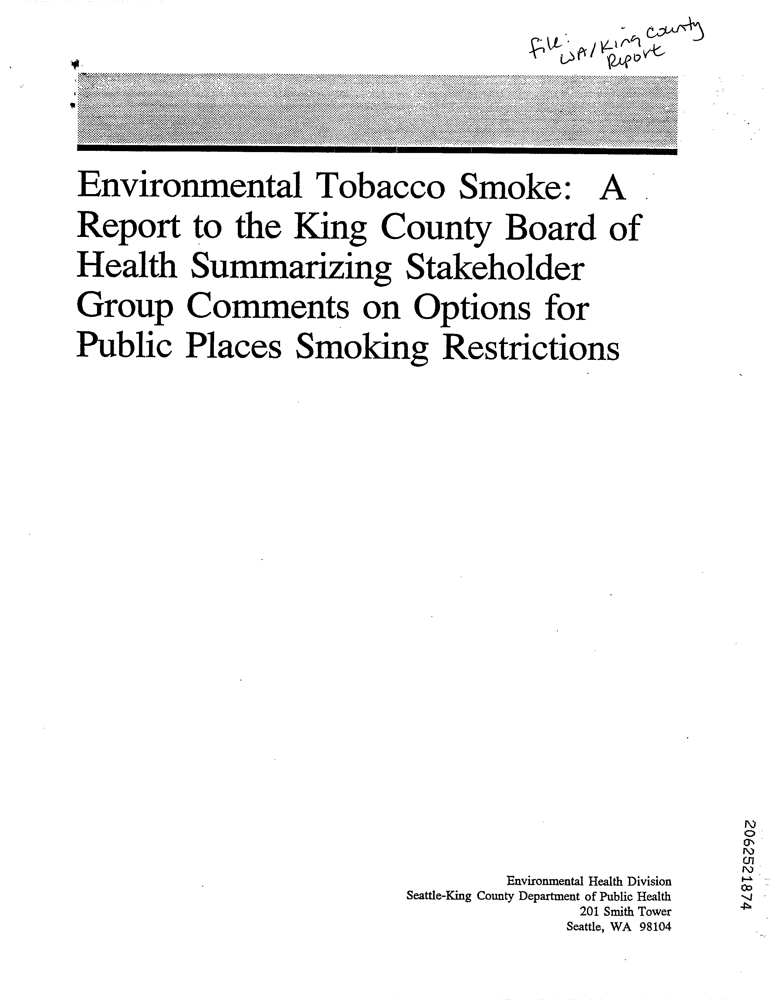 file: WA/King County
Report
Environmental Tobacco Smoke: A
Report to the King County Board of
Health Summarizing Stakeholder
Group Comments on Options for
Public Places Smoking Restrictions
Environmental Health Division
Seattle-King County Department of Public Health
201 Smith Tower
Seattle, WA 98104
2062521874